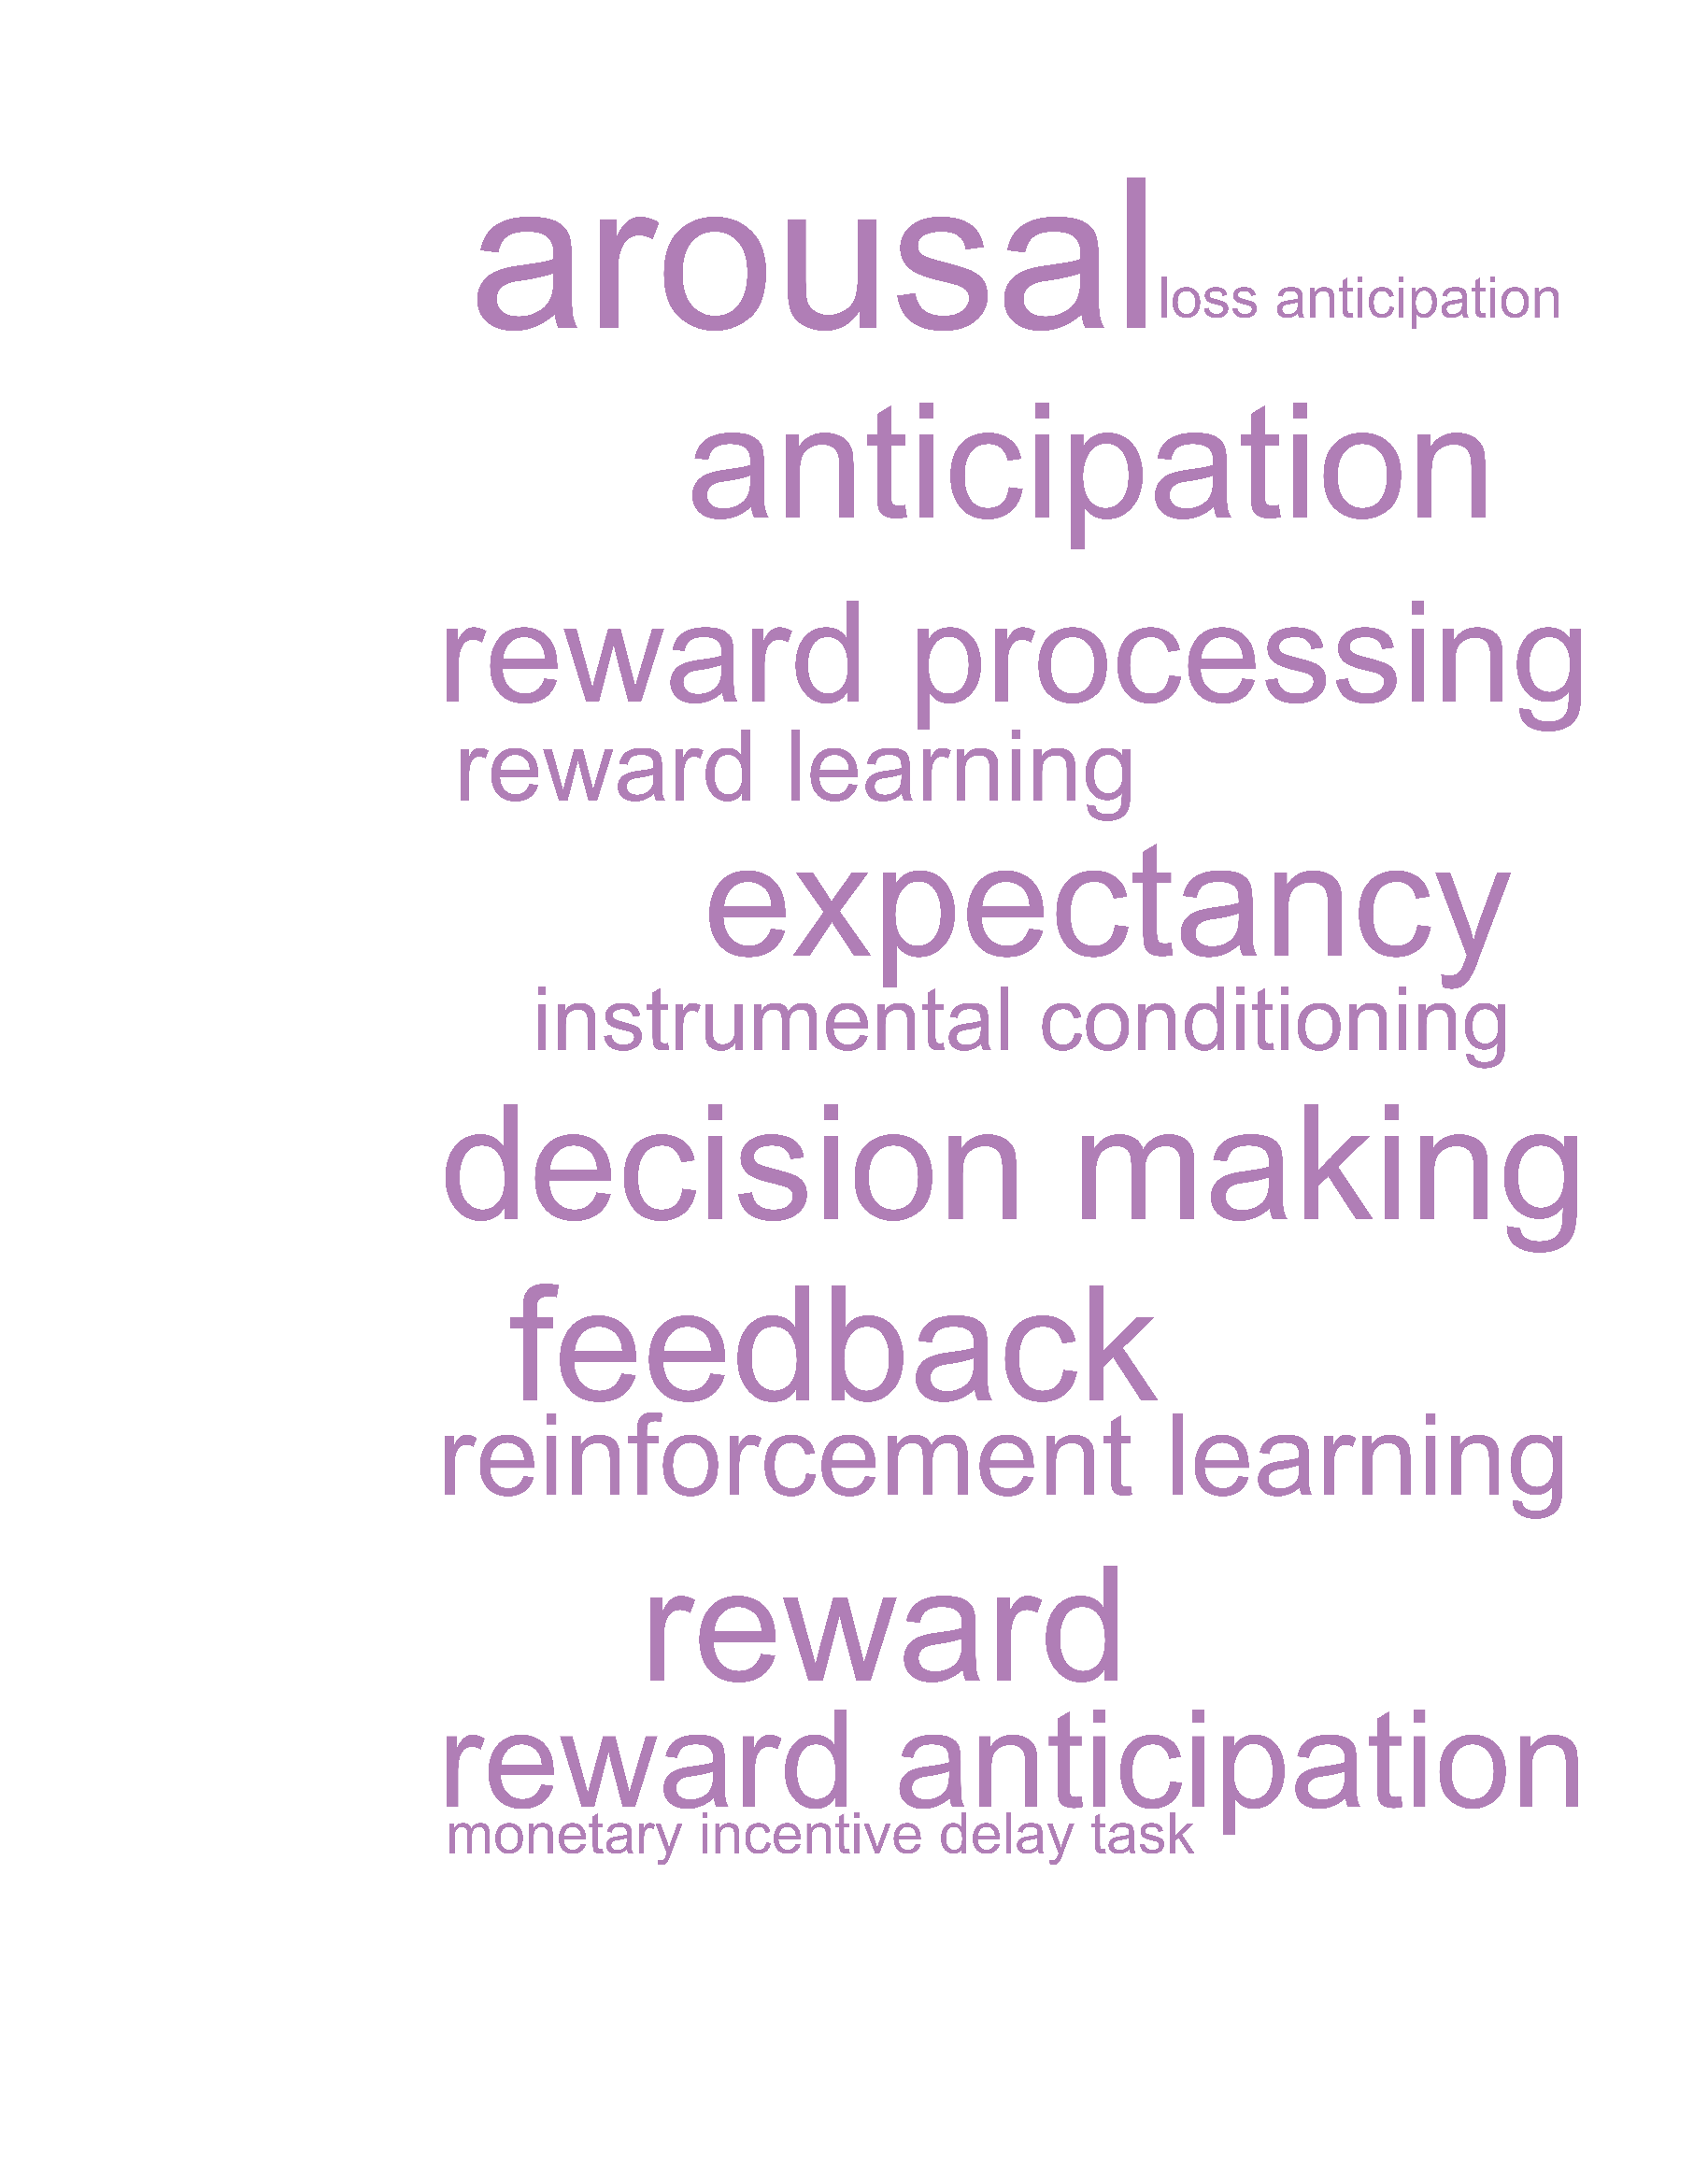 arousal loss anticipation
anticipation
reward processing
reward learning
expectancy
instrumental conditioning
decision making
feedback
reinforcement learning
reward
reward anticipation
monetary incentive delay task